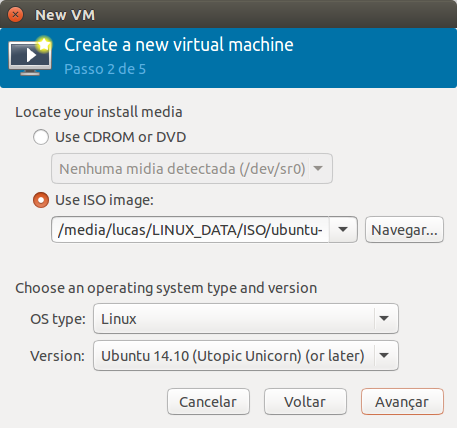 New VM
Create a new virtual machine
Passo 2 de 5
Locate your install media
Use CDROM or DVD
Nenhuma midia detectada (/dev/sr0)
Use ISO image:
/media/lucas/LINUX_DATA/ISO/ubuntu-
Navegar...
Choose an operating system type and version
OS type: Linux
Version: Ubuntu 14.10 (Utopic Unicorn) (or later)
Cancelar Voltar Avançar